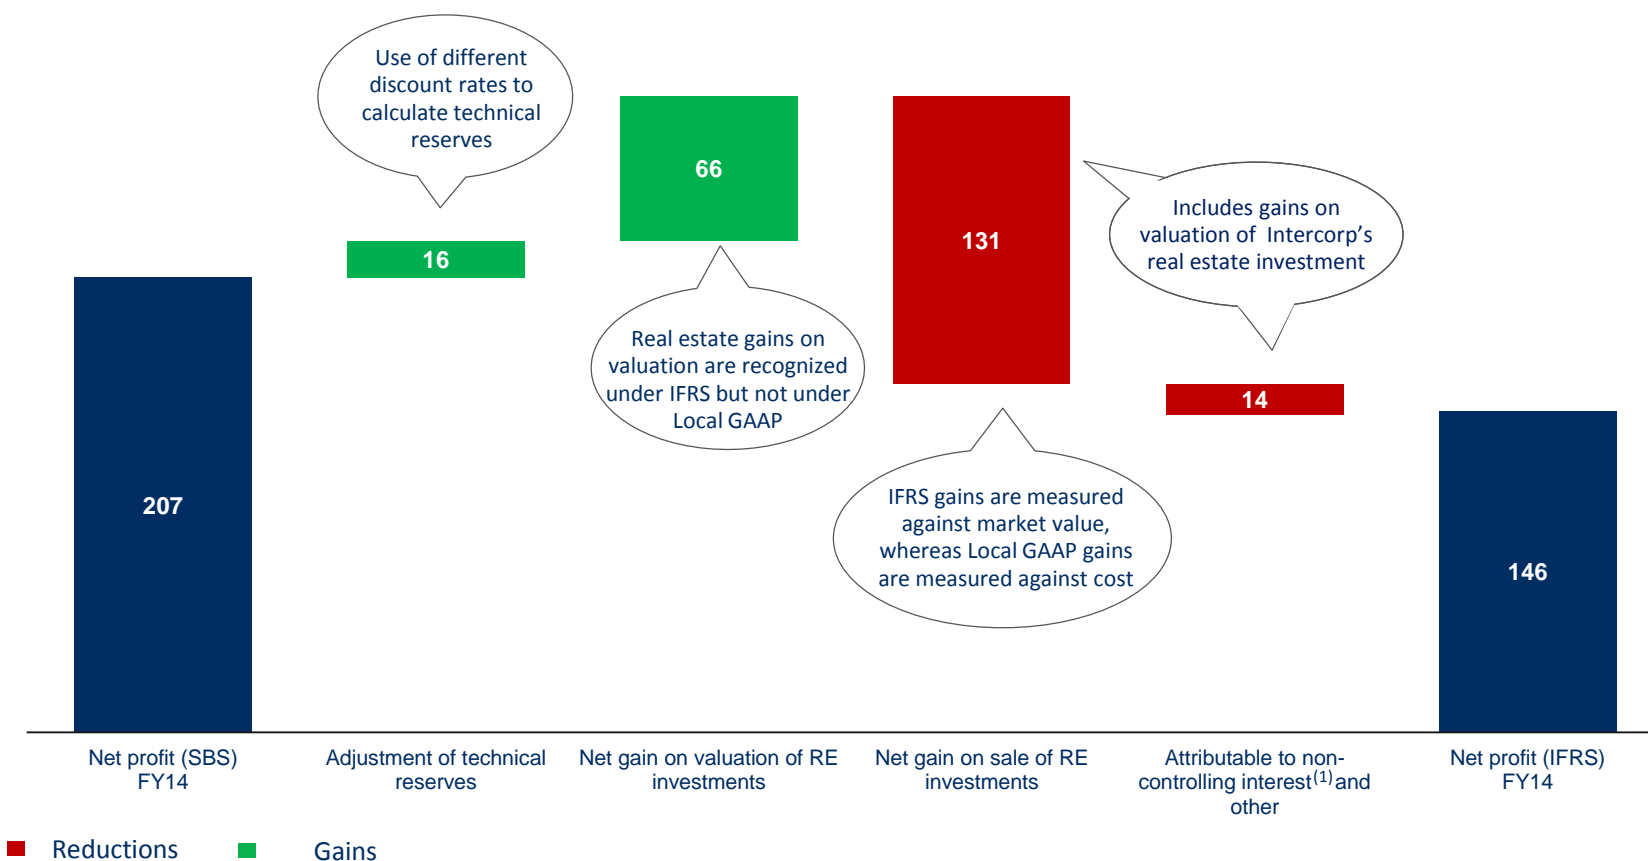 Use of different
discount rates to
calculate technical
reserves
66
16
131
Includes gains on
valuation of Intercorp's
real estate investment
Real estate gains on
valuation are recognized
under IFRS but not under
Local GAAP
14
207
IFRS gains are measured
against market value,
whereas Local GAAP gains
are measured against cost
146
Net profit (SBS)
FY14
Adjustment of technical
reserves
Net gain on valuation of RE
investments
Net gain on sale of RE
investments
Attributable to non-
controlling interest(1) and
other
Net profit (IFRS)
FY14
Reductions
Gains